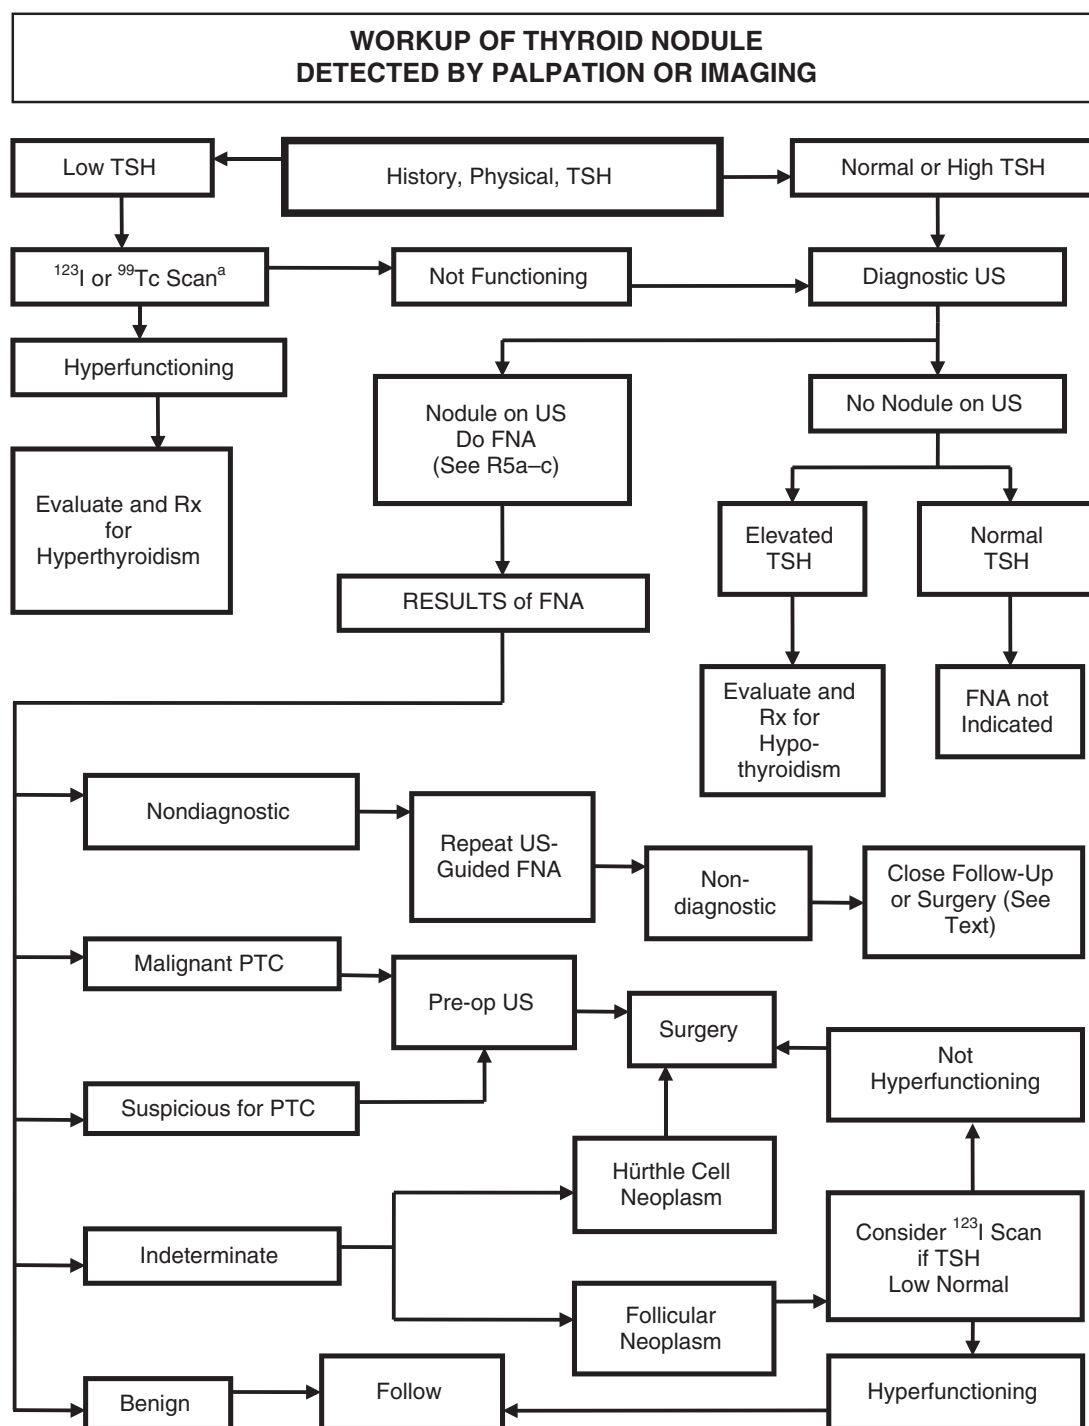 WORKUP OF THYROID NODULE
DETECTED BY PALPATION OR IMAGING
Low TSH
History, Physical, TSH
Normal or High TSH
¹²³I or ⁹⁹Tc Scanᵃ
Not Functioning
Diagnostic US
Hyperfunctioning
Nodule on US
Do FNA
(See R5a–c)
No Nodule on US
Evaluate and Rx
for
Hyperthyroidism
Elevated
TSH
Normal
TSH
RESULTS of FNA
Evaluate and
Rx for
Hypo-
thyroidism
FNA not
Indicated
Nondiagnostic
Repeat US-
Guided FNA
Non-
diagnostic
Close Follow-Up
or Surgery (See
Text)
Malignant PTC
Pre-op US
Surgery
Not
Hyperfunctioning
Suspicious for PTC
Hürthle Cell
Neoplasm
Indeterminate
Consider ¹²³I Scan
if TSH
Low Normal
Follicular
Neoplasm
Benign
Follow
Hyperfunctioning